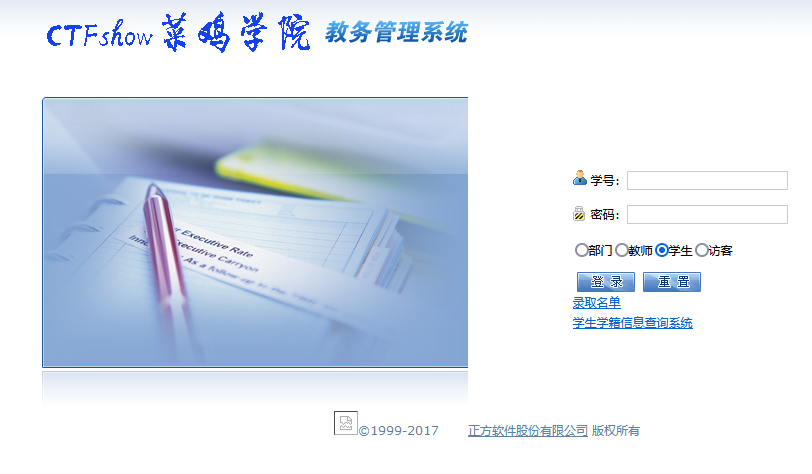 CTFshow 菜鸡学院 教务管理系统
ur Executive Rate
Executive Carryon
As a follow-up to the
学号:
密码:
部门 教师 学生 访客
登 录 重 置
录取名单
学生学籍信息查询系统
©1999-2017 正方软件股份有限公司 版权所有